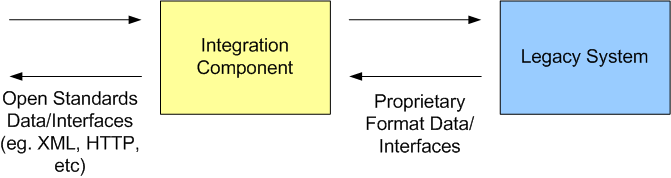 Integration
Component
Legacy System
Open Standards
Data/Interfaces
(eg. XML, HTTP,
etc)
Proprietary
Format Data/
Interfaces